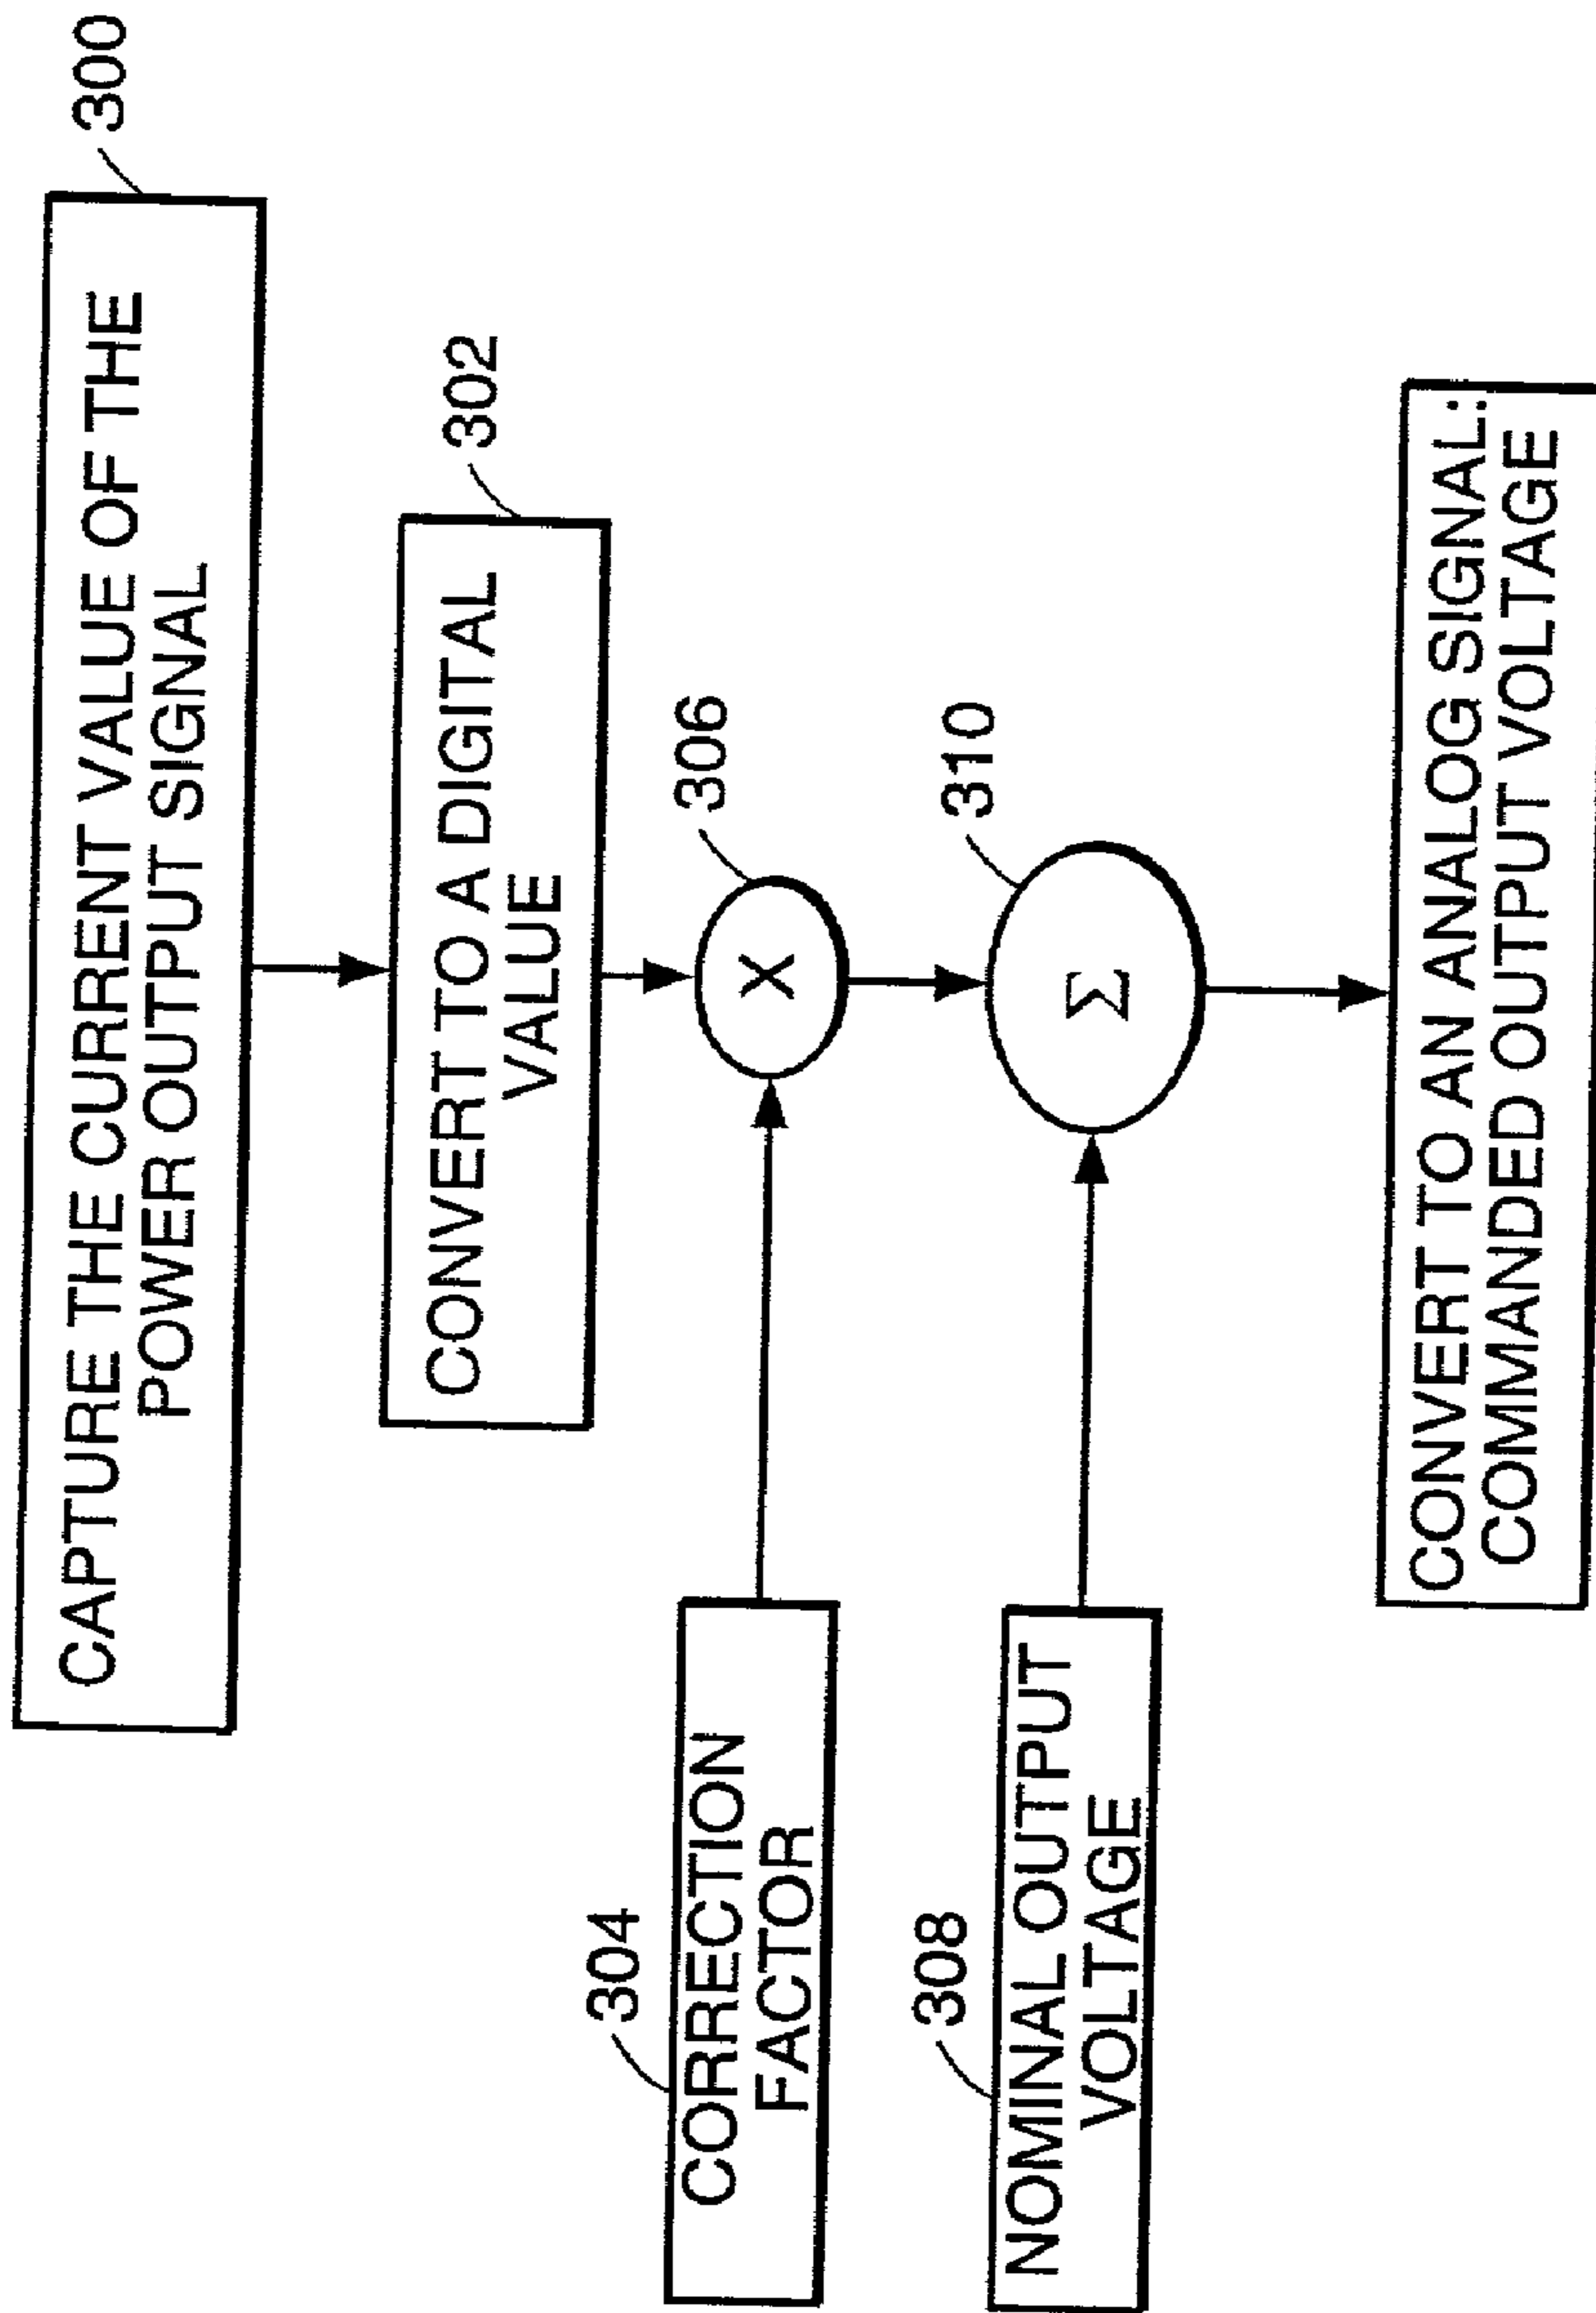 300
CAPTURE THE CURRENT VALUE OF THE
POWER OUTPUT SIGNAL
302
CONVERT TO A DIGITAL
VALUE
304
CORRECTION
FACTOR
306
X
308
NOMINAL OUTPUT
VOLTAGE
310
Σ
CONVERT TO AN ANALOG SIGNAL:
COMMANDED OUTPUT VOLTAGE